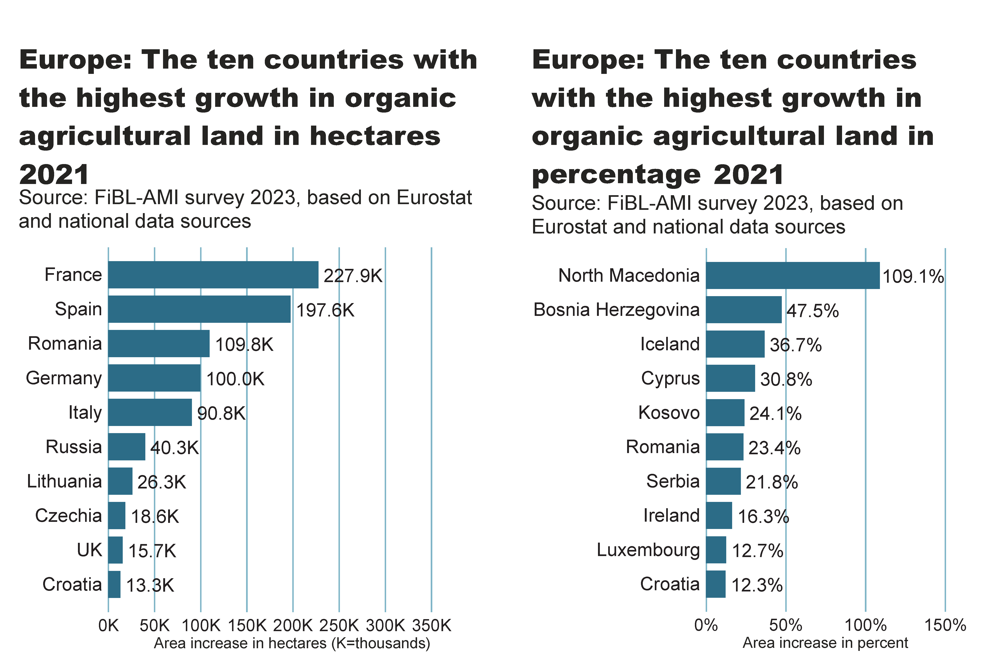 Europe: The ten countries with
the highest growth in organic
agricultural land in hectares
2021
Source: FiBL-AMI survey 2023, based on Eurostat
and national data sources
France 227.9K
Spain 197.6K
Romania 109.8K
Germany 100.0K
Italy 90.8K
Russia 40.3K
Lithuania 26.3K
Czechia 18.6K
UK 15.7K
Croatia 13.3K
0K 50K 100K 150K 200K 250K 300K 350K
Area increase in hectares (K=thousands)
Europe: The ten countries
with the highest growth in
organic agricultural land in
percentage 2021
Source: FiBL-AMI survey 2023, based on
Eurostat and national data sources
North Macedonia 109.1%
Bosnia Herzegovina 47.5%
Iceland 36.7%
Cyprus 30.8%
Kosovo 24.1%
Romania 23.4%
Serbia 21.8%
Ireland 16.3%
Luxembourg 12.7%
Croatia 12.3%
0% 50% 100% 150%
Area increase in percent